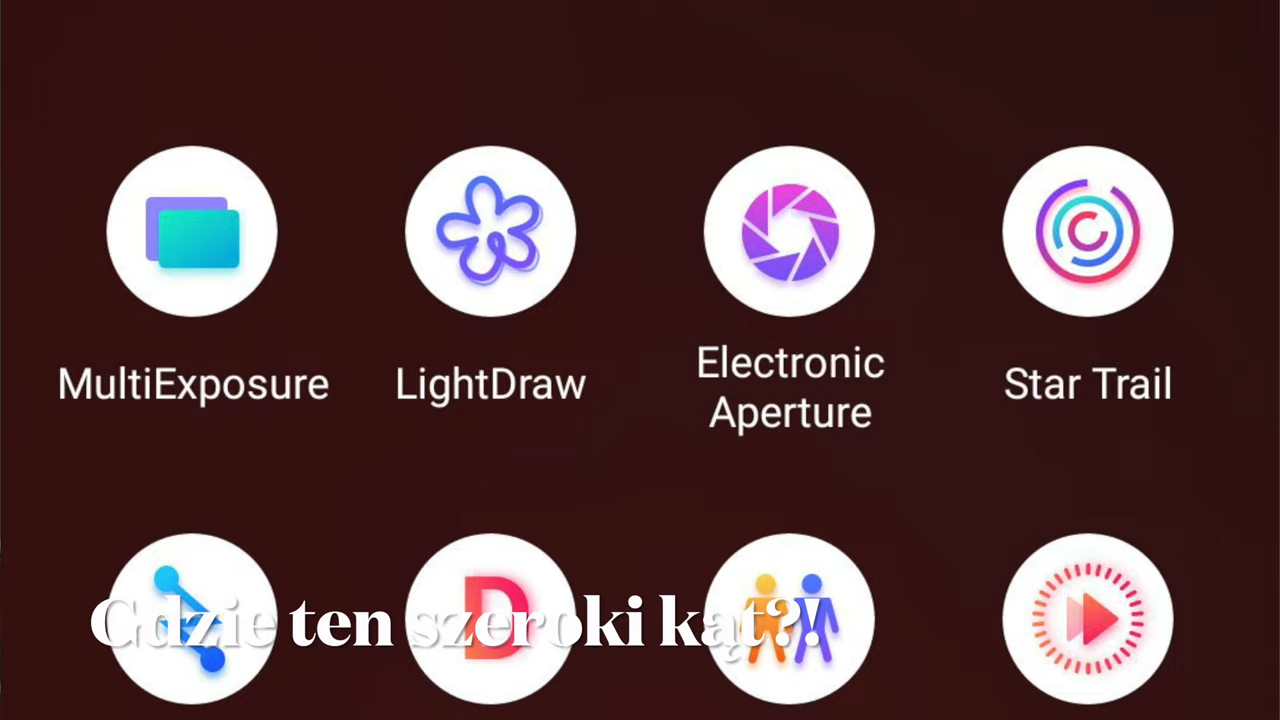 MultiExposure
LightDraw
Electronic
Aperture
Star Trail
D
Gdzie ten szeroki kąt?!